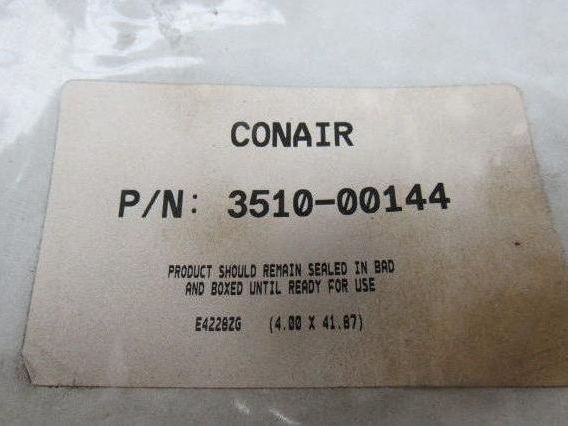 CONAIR
P/N: 3510-00144
PRODUCT SHOULD REMAIN SEALED IN BAD
AND BOXED UNTIL READY FOR USE
E4228ZG (4.00 X 41.87)